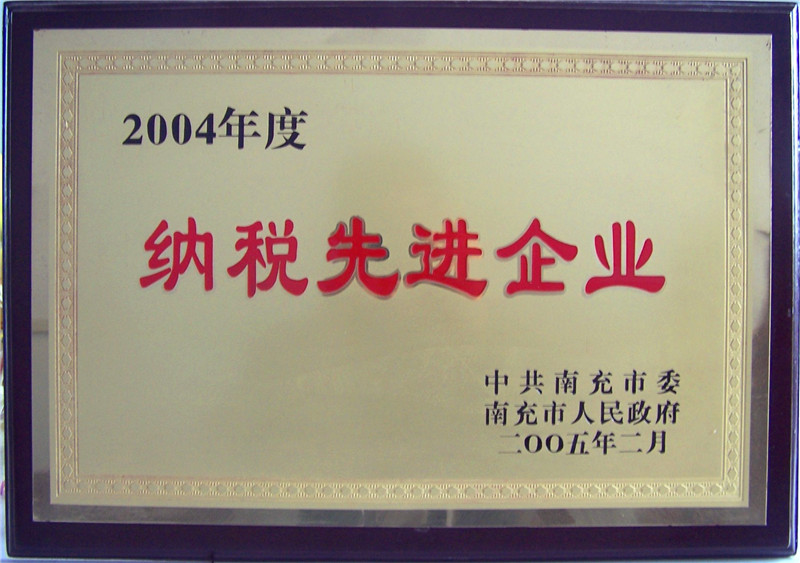 2004年度
纳税先进企业
中共南充市委
南充市人民政府
二OO五年二月